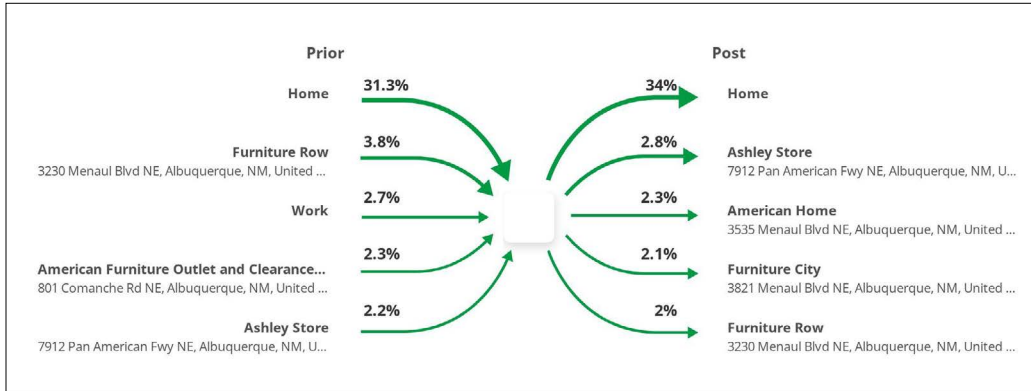 Prior
Post
31.3%
Home
34%
Home
3.8%
Furniture Row
3230 Menaul Blvd NE, Albuquerque, NM, United ...
2.8%
Ashley Store
7912 Pan American Fwy NE, Albuquerque, NM, U...
2.7%
Work
2.3%
American Home
3535 Menaul Blvd NE, Albuquerque, NM, United ...
2.3%
American Furniture Outlet and Clearance...
801 Comanche Rd NE, Albuquerque, NM, United ...
2.1%
Furniture City
3821 Menaul Blvd NE, Albuquerque, NM, United ...
2.2%
Ashley Store
7912 Pan American Fwy NE, Albuquerque, NM, U...
2%
Furniture Row
3230 Menaul Blvd NE, Albuquerque, NM, United ...